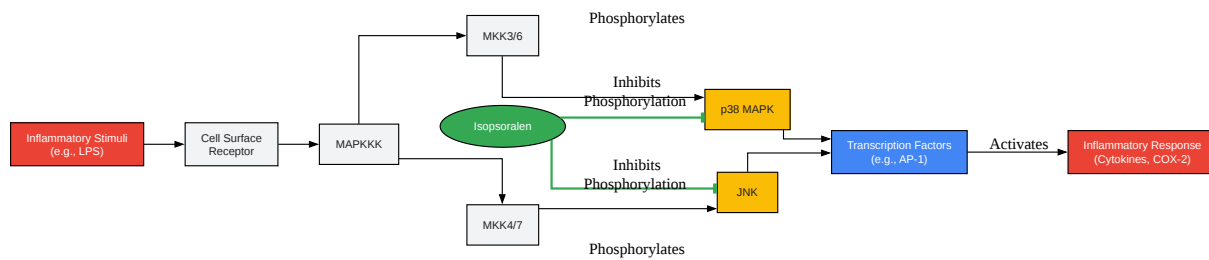 Phosphorylates
MKK3/6
Inhibits
Phosphorylation
p38 MAPK
Isopsoralen
Inflammatory Stimuli
(e.g., LPS)
Cell Surface
Receptor
MAPKKK
Transcription Factors
(e.g., AP-1)
Activates
Inflammatory Response
(Cytokines, COX-2)
Inhibits
Phosphorylation
JNK
MKK4/7
Phosphorylates